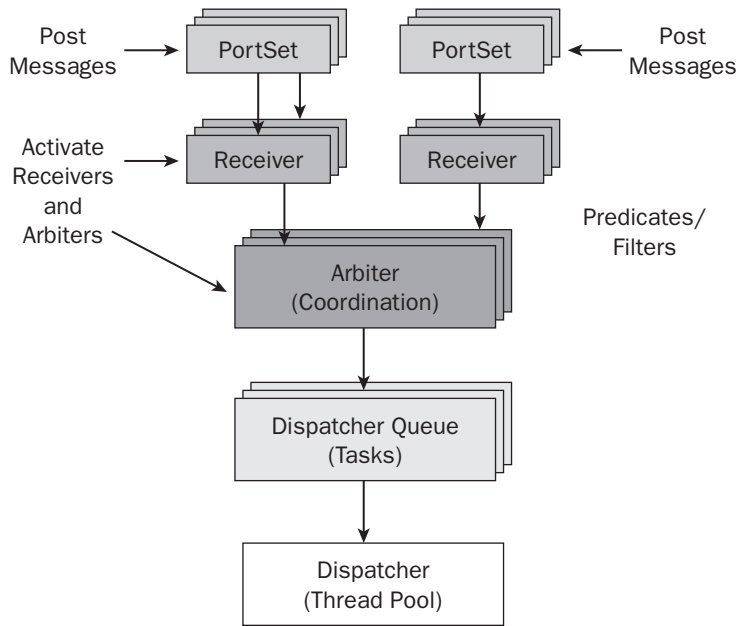 Post
Messages
PortSet
PortSet
Post
Messages
Activate
Receivers
and
Arbiters
Receiver
Receiver
Predicates/
Filters
Arbiter
(Coordination)
Dispatcher Queue
(Tasks)
Dispatcher
(Thread Pool)